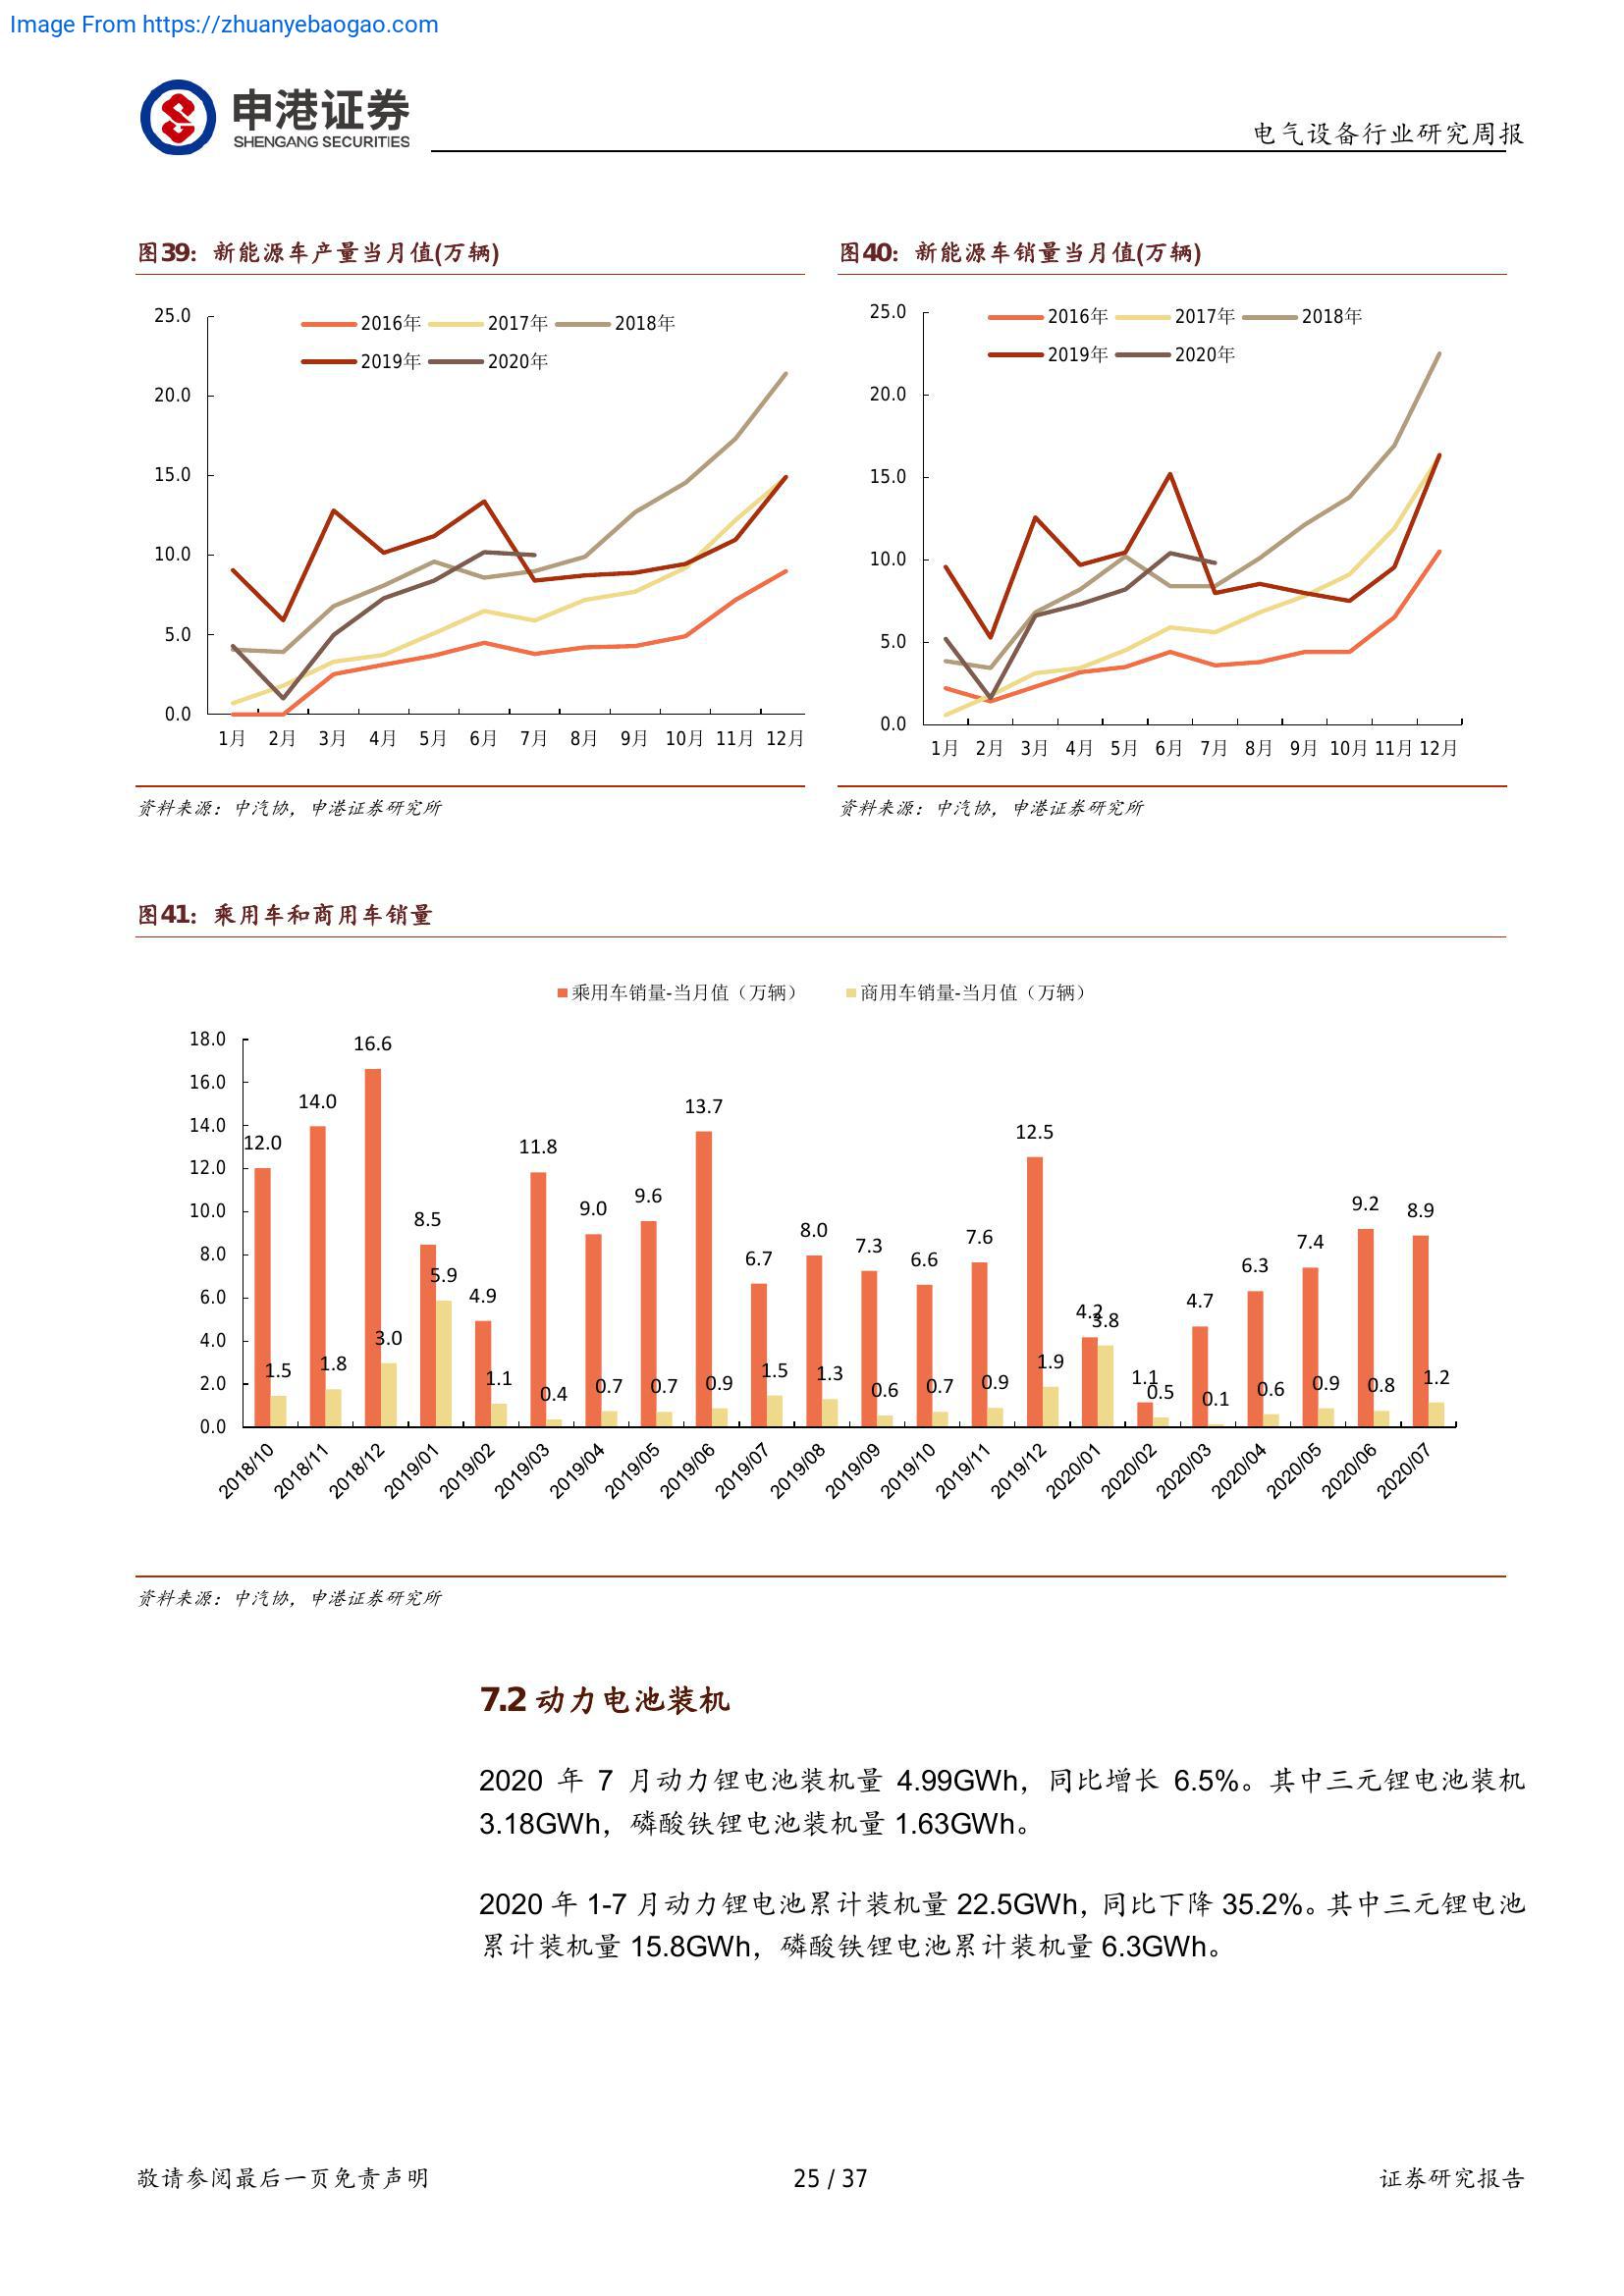 Image From https://zhuanyebaogao.com
申港证券
SHENGANG SECURITIES
电气设备行业研究周报
图39：新能源车产量当月值(万辆)
2016年 2017年 2018年
2019年 2020年
25.0
20.0
15.0
10.0
5.0
0.0
1月 2月 3月 4月 5月 6月 7月 8月 9月 10月 11月 12月
资料来源：中汽协，申港证券研究所
图40：新能源车销量当月值(万辆)
2016年 2017年 2018年
2019年 2020年
25.0
20.0
15.0
10.0
5.0
0.0
1月 2月 3月 4月 5月 6月 7月 8月 9月 10月 11月 12月
资料来源：中汽协，申港证券研究所
图41：乘用车和商用车销量
乘用车销量-当月值（万辆） 商用车销量-当月值（万辆）
18.0
16.0
14.0
12.0
10.0
8.0
6.0
4.0
2.0
0.0
12.0 14.0 16.6 8.5 4.9 11.8 9.0 9.6 13.7 6.7 8.0 7.3 6.6 7.6 12.5 4.2 1.1 4.7 6.3 7.4 9.2 8.9
1.5 1.8 3.0 5.9 1.1 0.4 0.7 0.7 0.9 1.5 1.3 0.6 0.7 0.9 1.9 3.8 0.5 0.1 0.6 0.9 0.8 1.2
2018/10 2018/11 2018/12 2019/01 2019/02 2019/03 2019/04 2019/05 2019/06 2019/07 2019/08 2019/09 2019/10 2019/11 2019/12 2020/01 2020/02 2020/03 2020/04 2020/05 2020/06 2020/07
资料来源：中汽协，申港证券研究所
7.2 动力电池装机
2020 年 7 月动力锂电池装机量 4.99GWh，同比增长 6.5%。其中三元锂电池装机
3.18GWh，磷酸铁锂电池装机量 1.63GWh。
2020 年 1-7 月动力锂电池累计装机量 22.5GWh，同比下降 35.2%。其中三元锂电池
累计装机量 15.8GWh，磷酸铁锂电池累计装机量 6.3GWh。
敬请参阅最后一页免责声明
25 / 37
证券研究报告